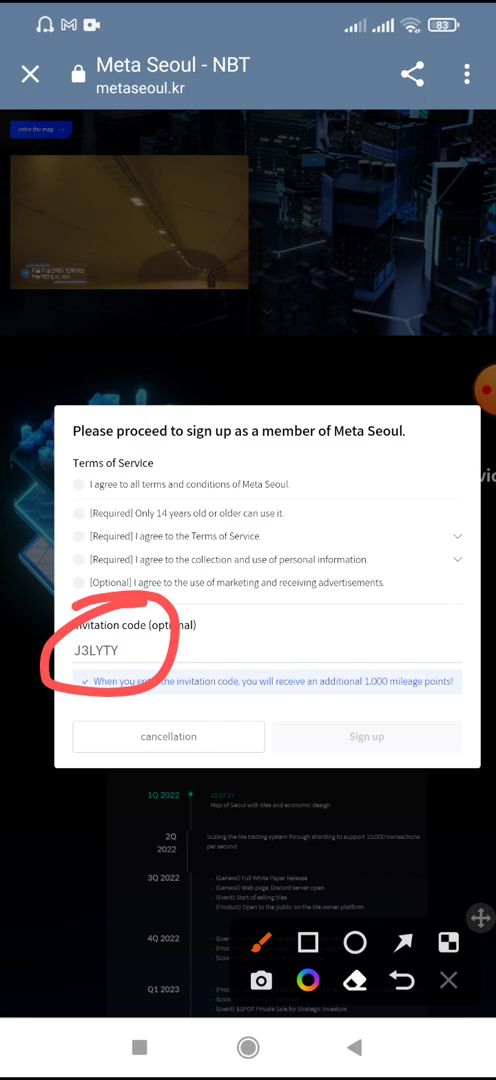 83
Meta Seoul - NBT
metaseoul.kr
enter the map →
Please proceed to sign up as a member of Meta Seoul.
Terms of Service
I agree to all terms and conditions of Meta Seoul.
[Required] Only 14 years old or older can use it.
[Required] I agree to the Terms of Service.
[Required] I agree to the collection and use of personal information.
[Optional] I agree to the use of marketing and receiving advertisements.
Invitation code (optional)
J3LYTY
When you enter the invitation code, you will receive an additional 1,000 mileage points!
cancellation
Sign up
1Q 2022
22.07.27
Map of Seoul with tiles and economic design
2Q 2022
Scaling the tile trading system through sharding to support 10,000 transactions
per second
3Q 2022
- (General) Full White Paper Release
- (General) Web page, Discord server open
- (Event) Start of selling tiles
- (Product) Open to the public on the tile owner platform
4Q 2022
Q1 2023
(Event) $SPOT Private Sale for Strategic Investors